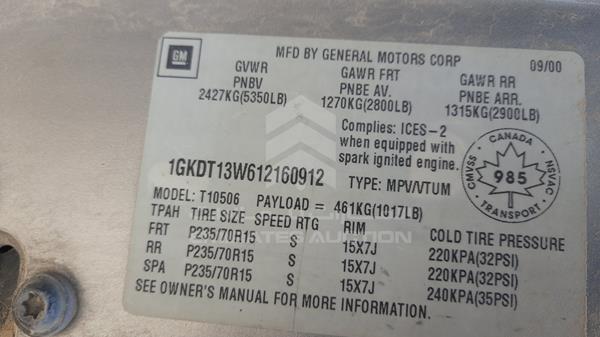 GM MFD BY GENERAL MOTORS CORP 09/00
GVWR GAWR FRT GAWR RR
PNBV PNBE AV. PNBE ARR.
2427KG(5350LB) 1270KG(2800LB) 1315KG(2900LB)
Complies: ICES-2
when equipped with
spark ignited engine.
CANADA
CMVSS 985 NSVAC
TRANSPORT
1GKDT13W612160912 TYPE: MPV/VTUM
MODEL: T10506 PAYLOAD = 461KG(1017LB)
TPAH TIRE SIZE SPEED RTG RIM COLD TIRE PRESSURE
FRT P235/70R15 S 15X7J 220KPA(32PSI)
RR P235/70R15 S 15X7J 220KPA(32PSI)
SPA P235/70R15 S 15X7J 240KPA(35PSI)
SEE OWNER'S MANUAL FOR MORE INFORMATION.
AUCTION